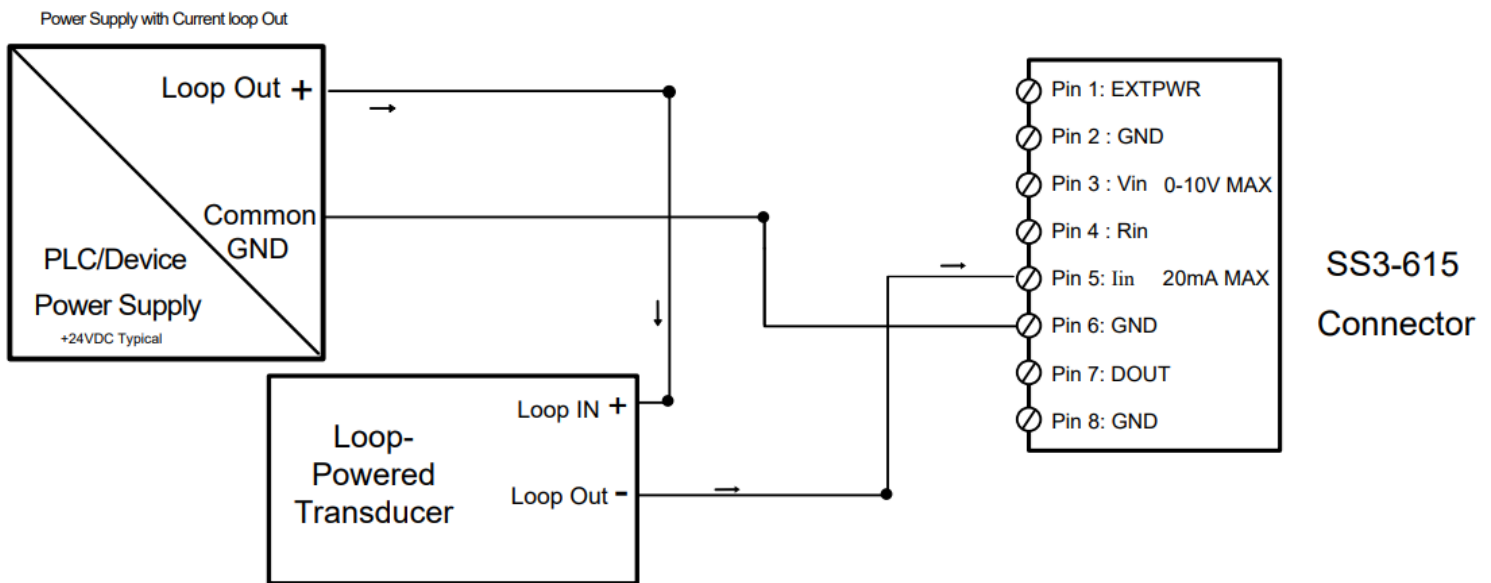 Power Supply with Current loop Out
Loop Out +
Common
GND
PLC/Device
Power Supply
+24VDC Typical
Loop IN +
Loop-
Powered
Transducer
Loop Out -
Pin 1: EXTPWR
Pin 2 : GND
Pin 3 : Vin 0-10V MAX
Pin 4 : Rin
Pin 5: Iin 20mA MAX
Pin 6: GND
Pin 7: DOUT
Pin 8: GND
SS3-615
Connector